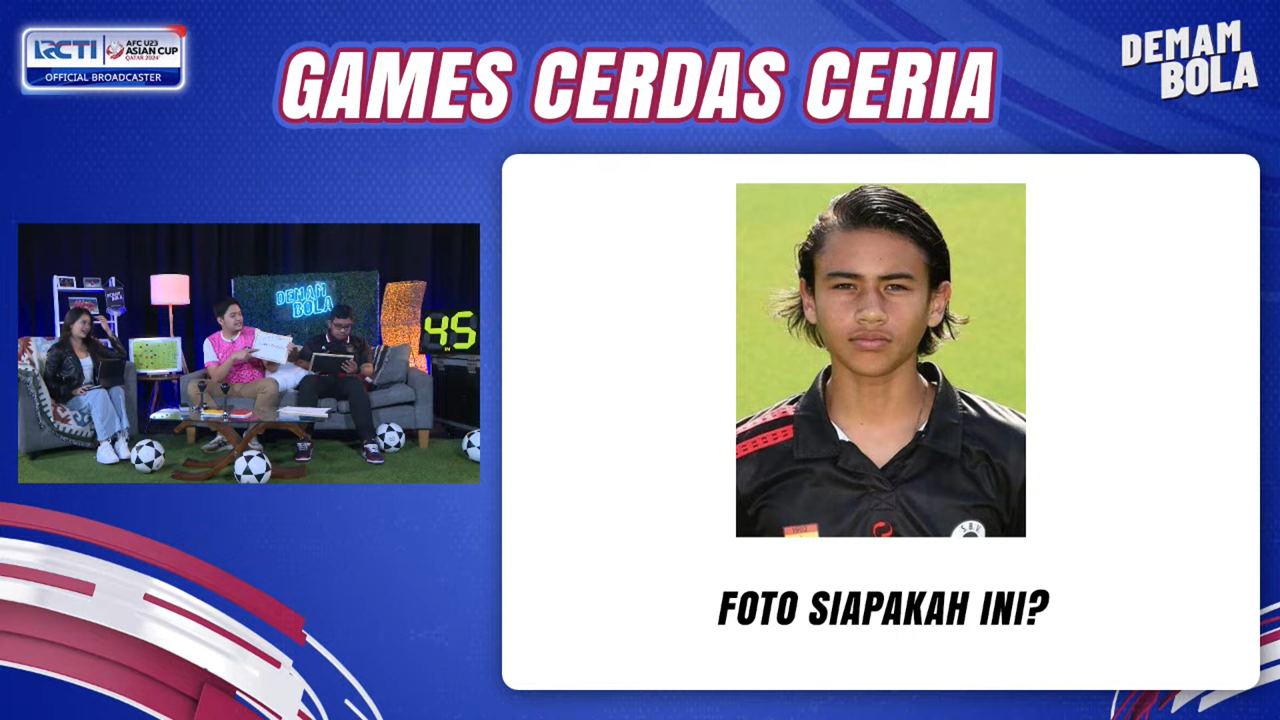 RCTI
AFC U23
ASIAN CUP
QATAR 2024
OFFICIAL BROADCASTER
GAMES CERDAS CERIA
DEMAM
BOLA
DEMAM
BOLA
45
S.B.V
FOTO SIAPAKAH INI?